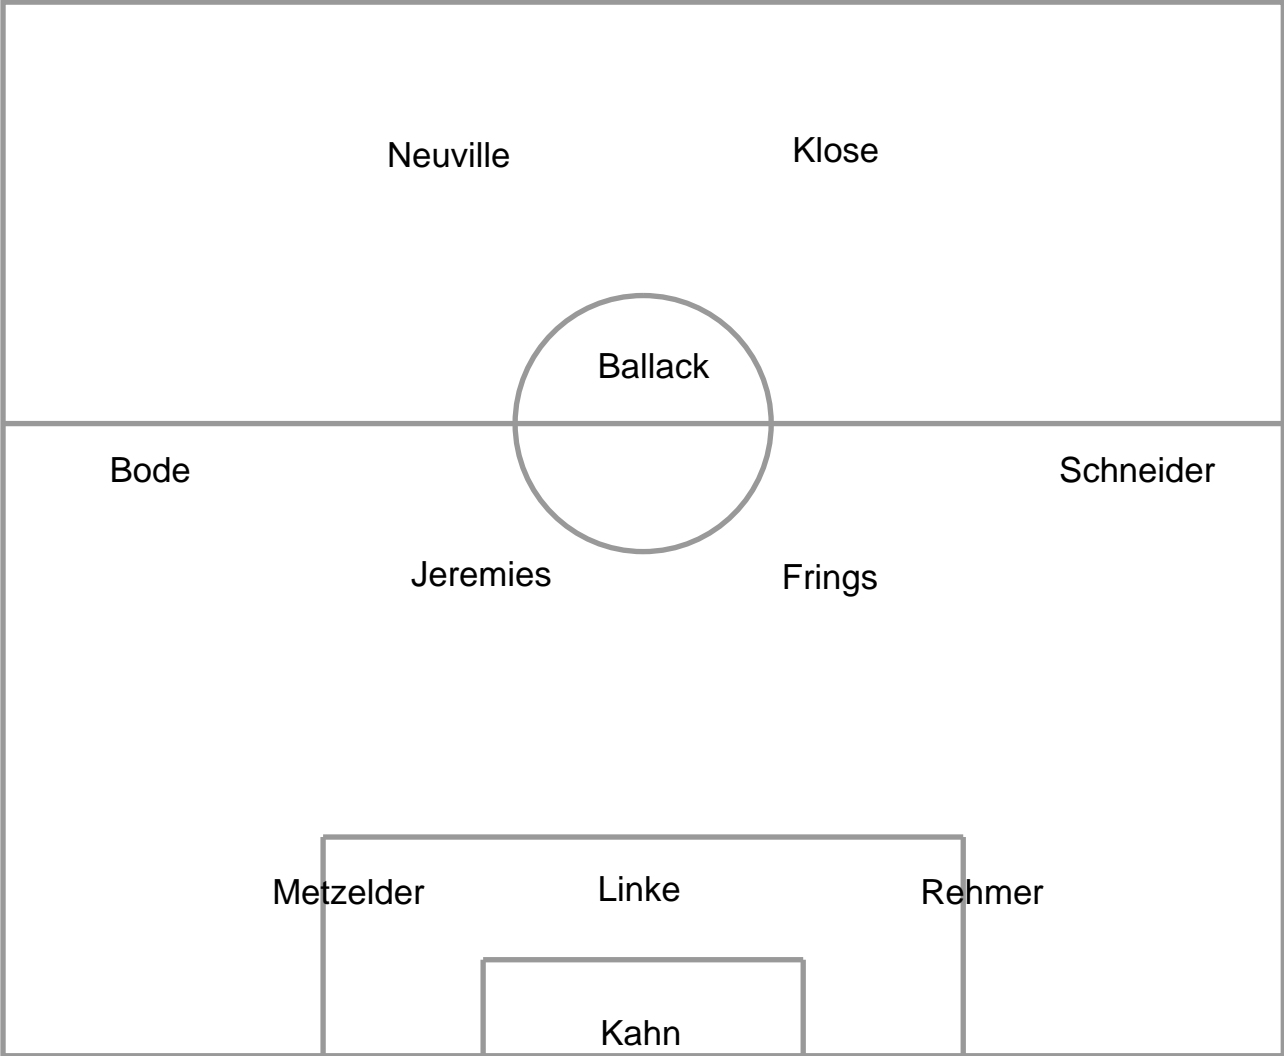 Neuville
Klose
Ballack
Bode
Schneider
Jeremies
Frings
Metzelder
Linke
Rehmer
Kahn